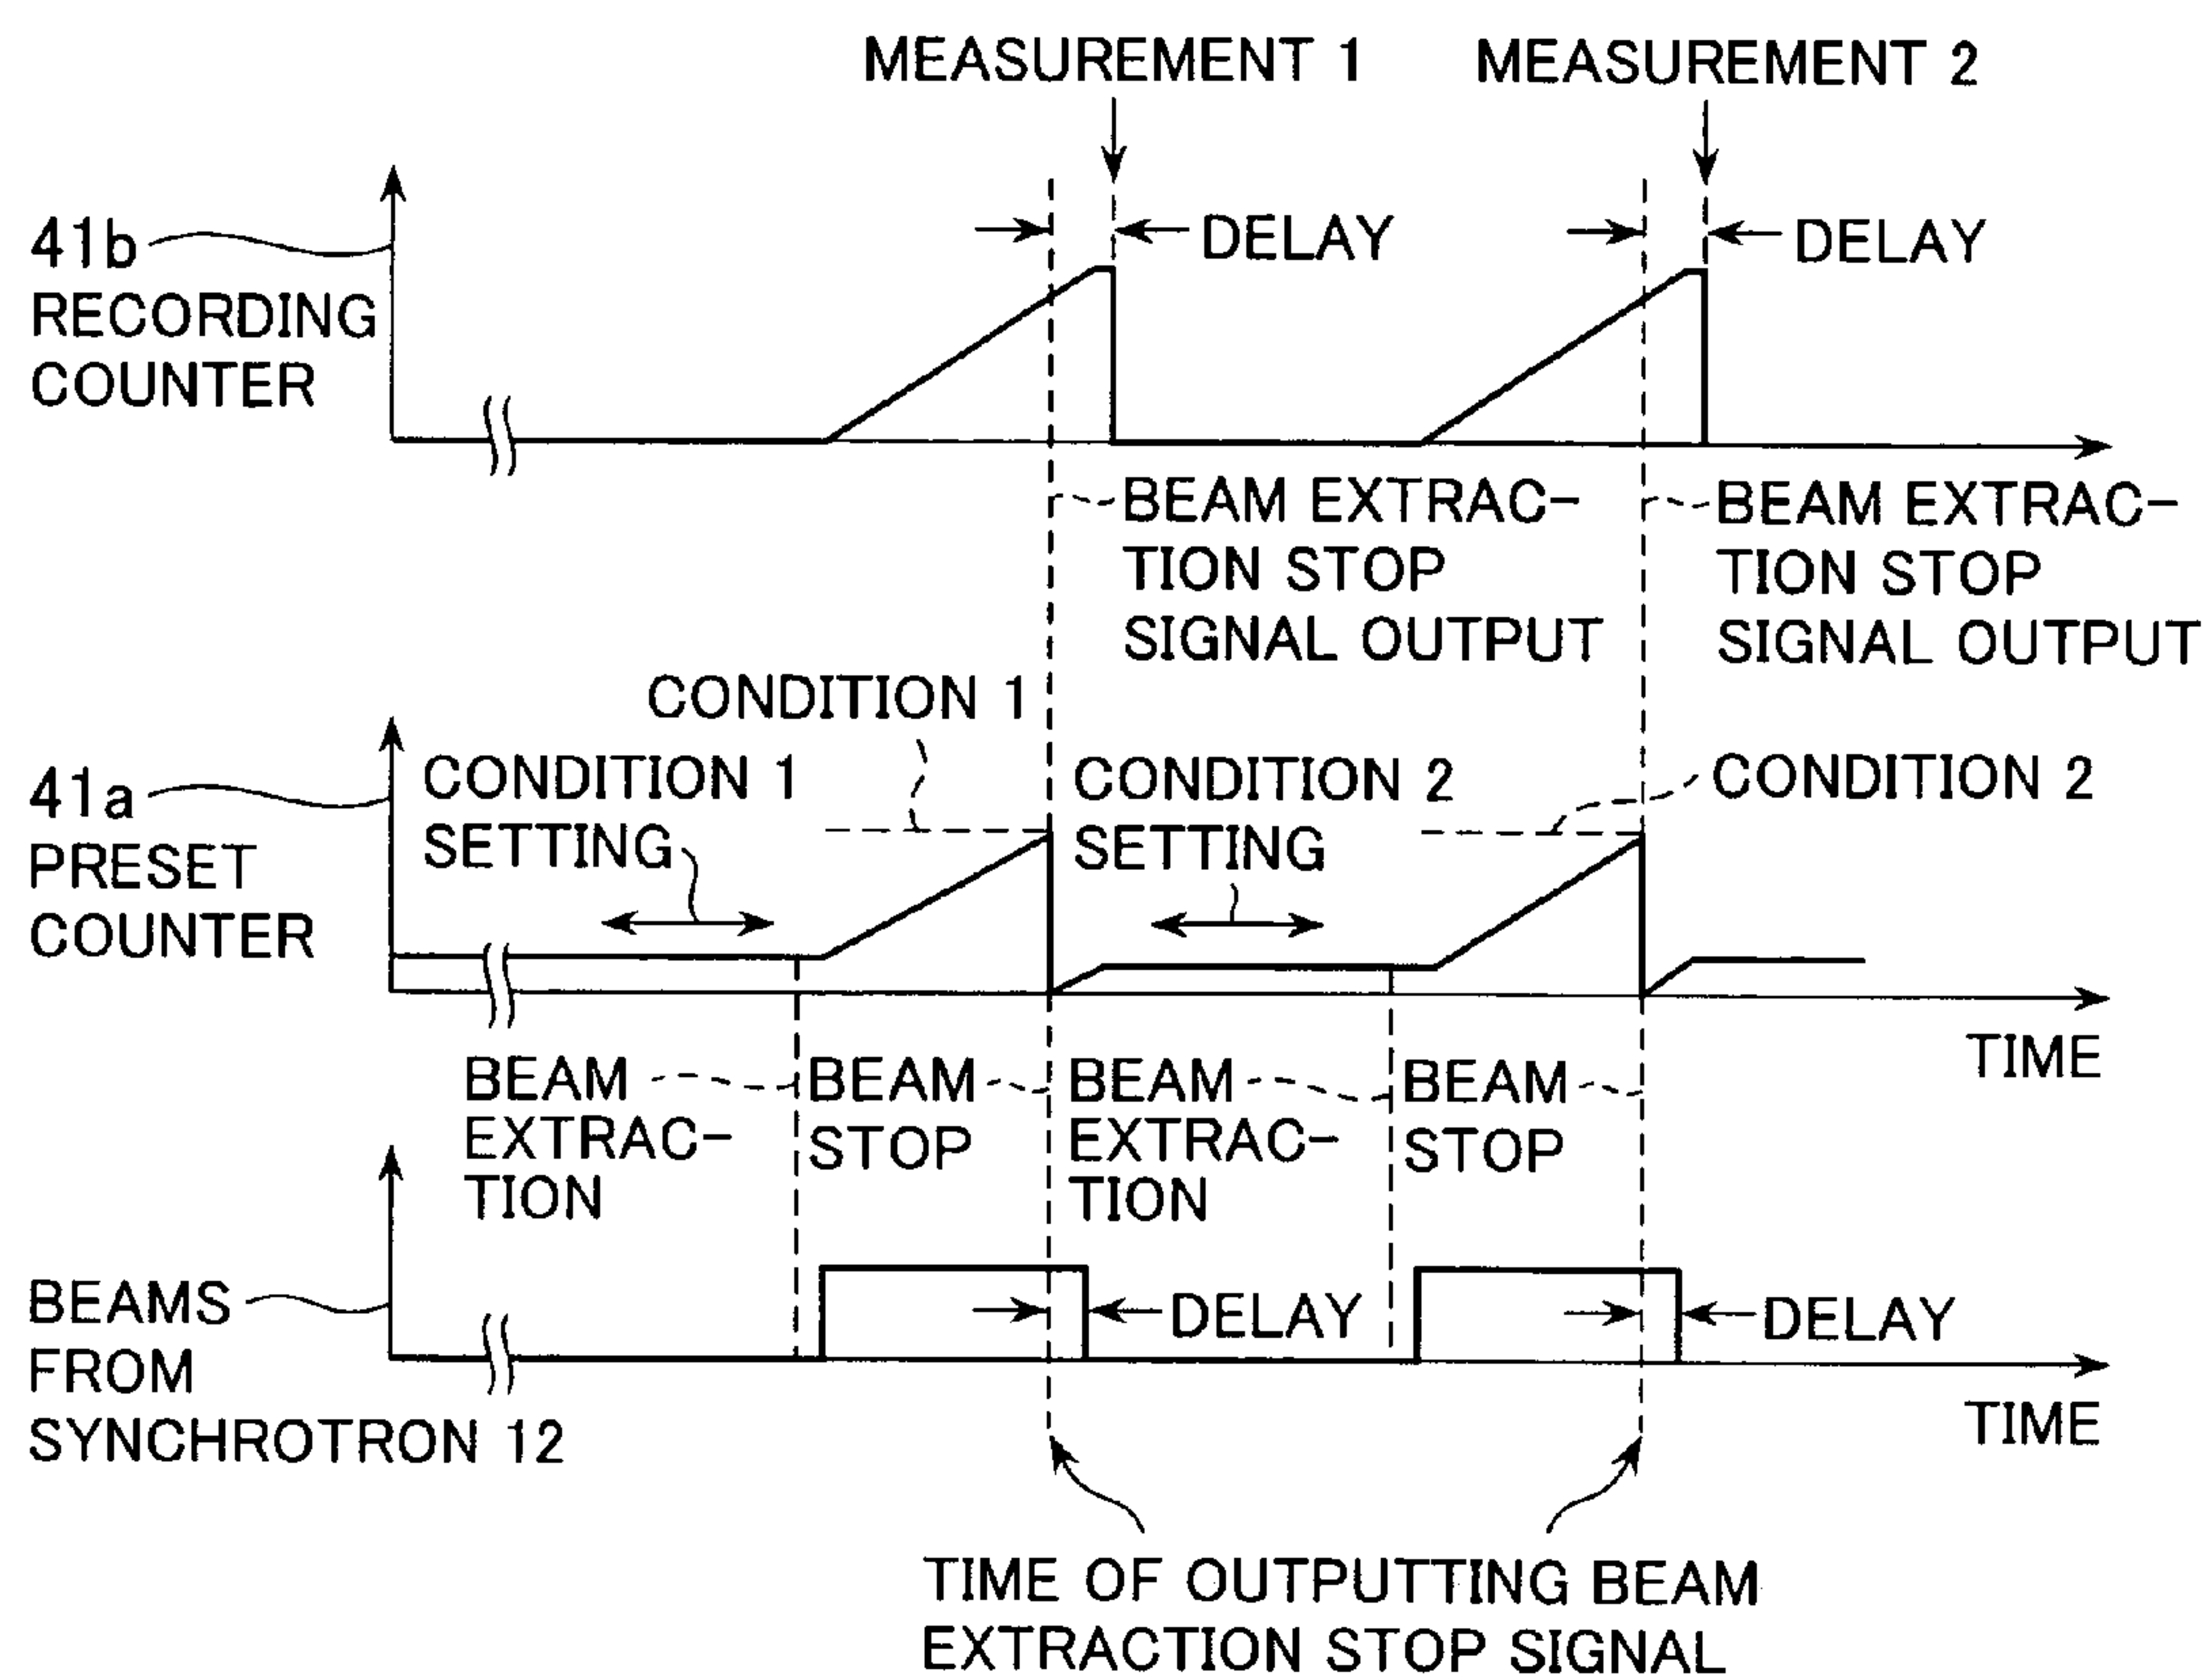 MEASUREMENT 1
MEASUREMENT 2
41b
RECORDING
COUNTER
DELAY
DELAY
BEAM EXTRAC-
TION STOP
SIGNAL OUTPUT
BEAM EXTRAC-
TION STOP
SIGNAL OUTPUT
CONDITION 1
41a
PRESET
COUNTER
CONDITION 1
SETTING
CONDITION 2
SETTING
CONDITION 2
TIME
BEAM
EXTRAC-
TION
BEAM
STOP
BEAM
EXTRAC-
TION
BEAM
STOP
BEAMS
FROM
SYNCHROTRON 12
DELAY
DELAY
TIME
TIME OF OUTPUTTING BEAM
EXTRACTION STOP SIGNAL